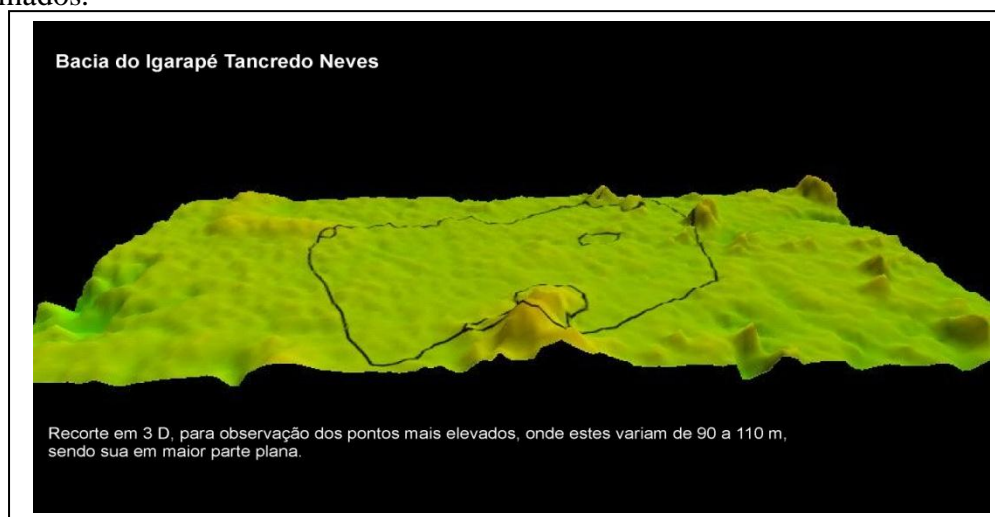 Bacia do Igarapé Tancredo Neves
Recorte em 3 D, para observação dos pontos mais elevados, onde estes variam de 90 a 110 m,
sendo sua em maior parte plana.